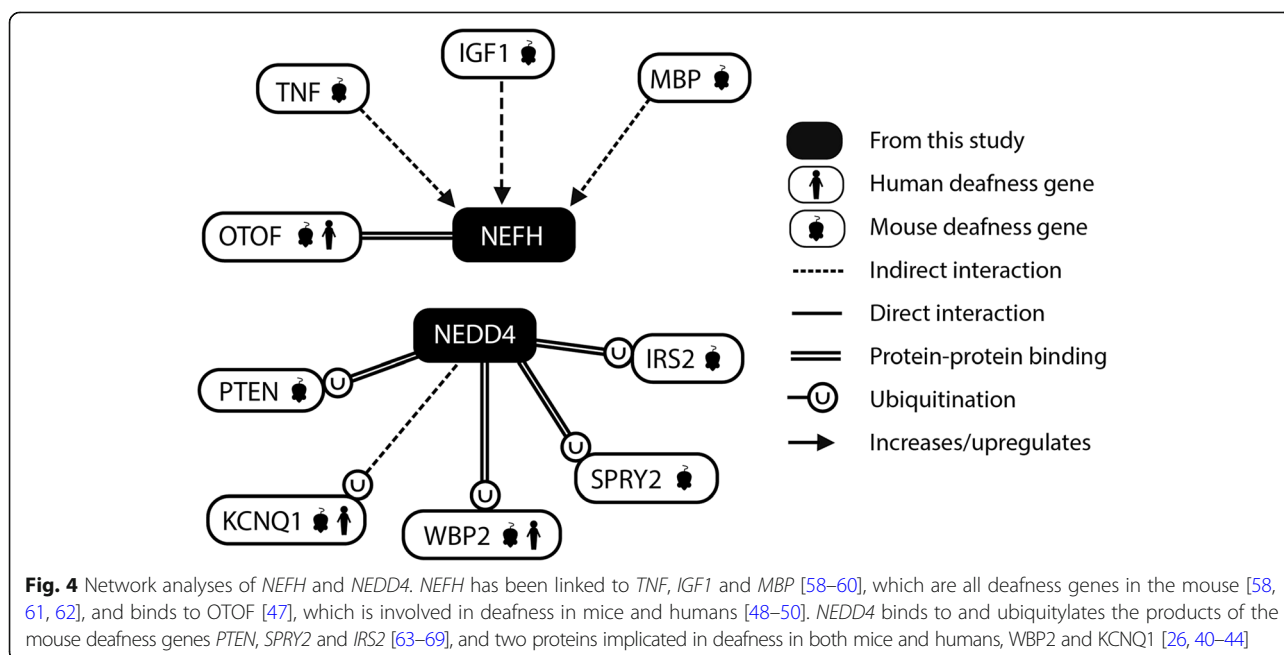 IGF1
TNF
MBP
OTOF
NEFH
NEDD4
IRS2
PTEN
SPRY2
KCNQ1
WBP2
U
U
U
U
U
From this study
Human deafness gene
Mouse deafness gene
Indirect interaction
Direct interaction
Protein-protein binding
U
Ubiquitination
Increases/upregulates
Fig. 4 Network analyses of NEFH and NEDD4. NEFH has been linked to TNF, IGF1 and MBP [58–60], which are all deafness genes in the mouse [58,
61, 62], and binds to OTOF [47], which is involved in deafness in mice and humans [48–50]. NEDD4 binds to and ubiquitylates the products of the
mouse deafness genes PTEN, SPRY2 and IRS2 [63–69], and two proteins implicated in deafness in both mice and humans, WBP2 and KCNQ1 [26, 40–44]